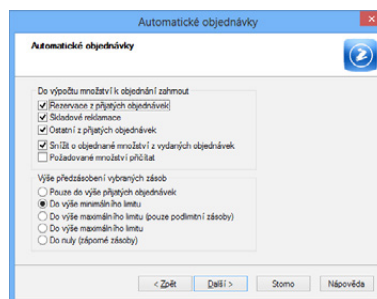 Automatické objednávky
Automatické objednávky
Do výpočtu množství k objednání zahrnout
Rezervace z přijatých objednávek
Skladové reklamace
Ostatní z přijatých objednávek
Snížit o objednané množství z vydaných objednávek
Požadované množství přičítat
Výše předzásobení vybraných zásob
Pouze do výše přijatých objednávek
Do výše minimálního limitu
Do výše maximálního limitu (pouze podlimitní zásoby)
Do výše maximálního limitu
Do nuly (záporné zásoby)
< Zpět Další > Storno Nápověda